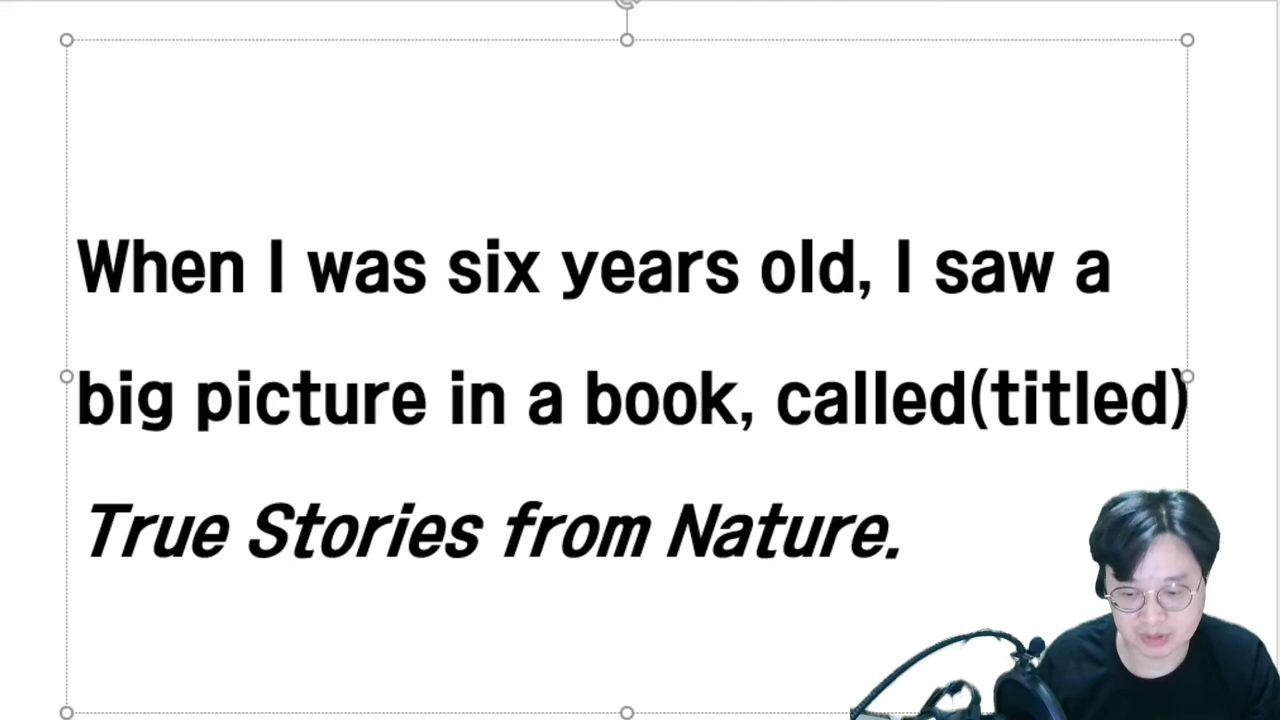 When I was six years old, I saw a
big picture in a book, called(titled)
True Stories from Nature.